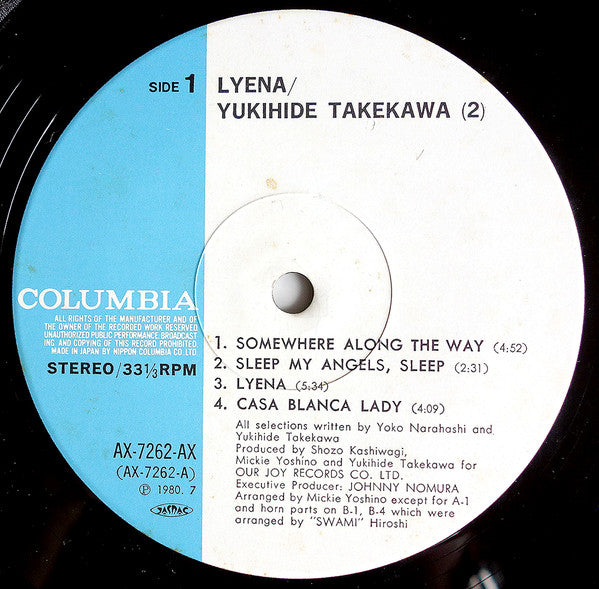 SIDE 1
LYENA/
YUKIHIDE TAKEKAWA (2)
COLUMBIA
ALL RIGHTS OF THE MANUFACTURER AND OF
THE OWNER OF THE RECORDED WORK RESERVED
UNAUTHORIZED PUBLIC PERFORMANCE BROADCAST
ING AND COPYING OF THIS RECORD PROHIBITED
MADE IN JAPAN BY NIPPON COLUMBIA CO LTD
STEREO/33⅓RPM
AX-7262-AX
(AX-7262-A)
Ⓟ 1980. 7
JASRAC
1. SOMEWHERE ALONG THE WAY (4:52)
2. SLEEP MY ANGELS, SLEEP (2:31)
3. LYENA (5:34)
4. CASA BLANCA LADY (4:09)
All selections written by Yoko Narahashi and
Yukihide Takekawa
Produced by Shozo Kashiwagi,
Mickie Yoshino and Yukihide Takekawa for
OUR JOY RECORDS CO. LTD.
Executive Producer: JOHNNY NOMURA
Arranged by Mickie Yoshino except for A-1
and horn parts on B-1, B-4 which were
arranged by "SWAMI" Hiroshi